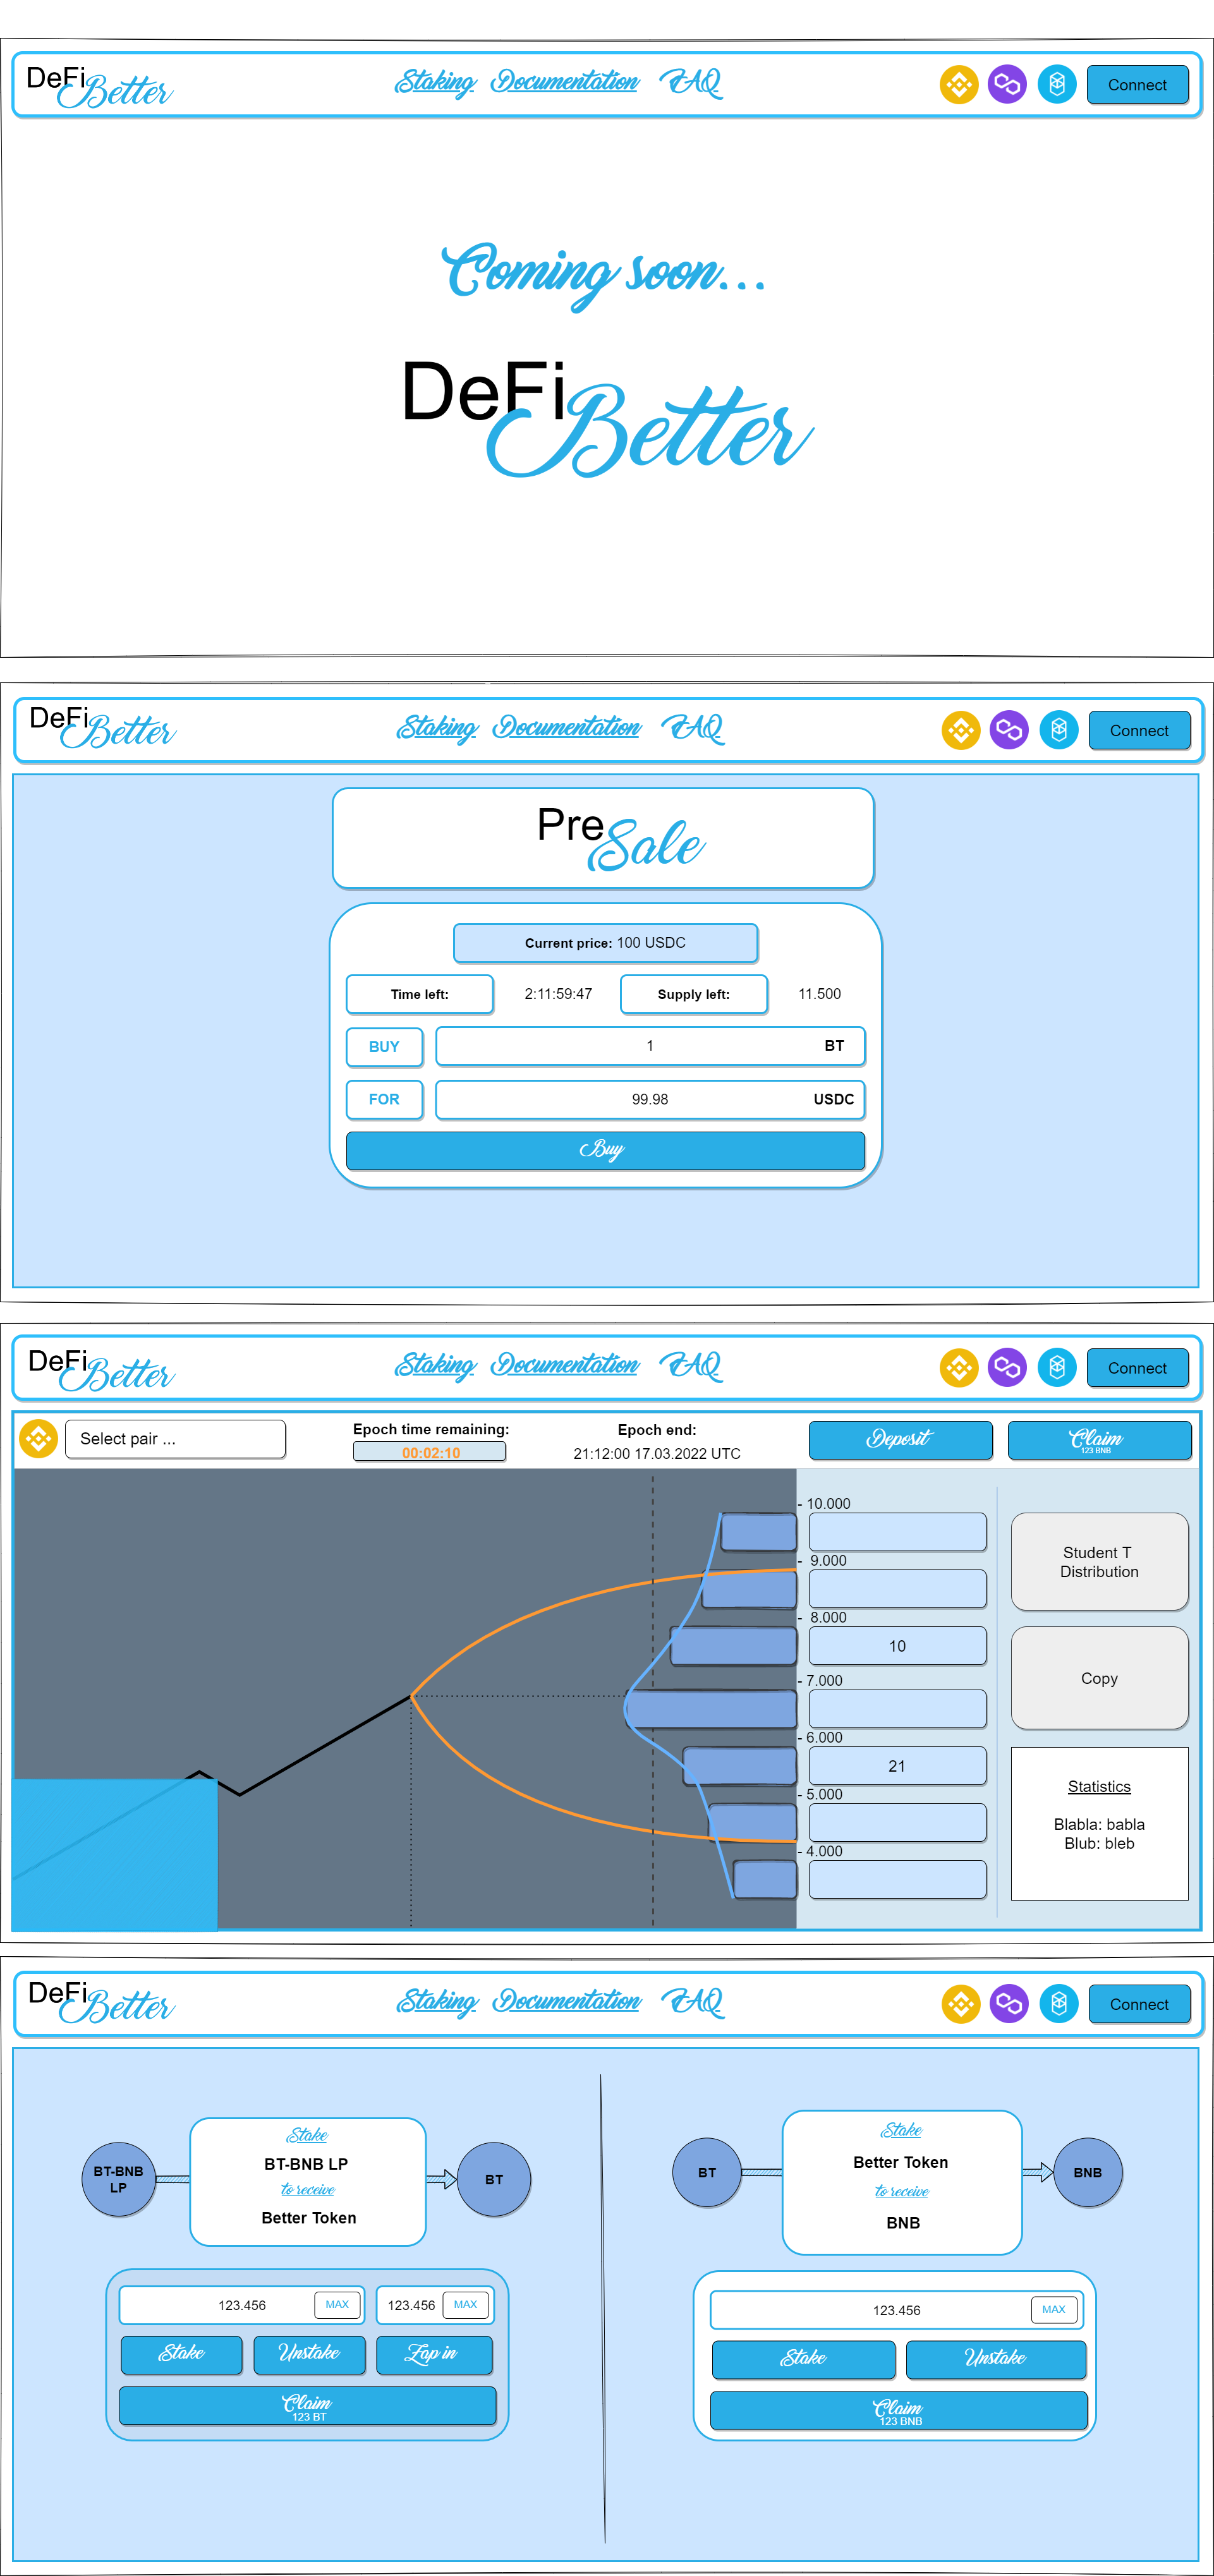 DeFi Better Staking Documentation FAQ Connect
Coming soon...
DeFi
Better
DeFi Better Staking Documentation FAQ Connect
Pre
Sale
Current price: 100 USDC
Time left: 2:11:59:47 Supply left: 11.500
BUY 1 BT
FOR 99.98 USDC
Buy
DeFi Better Staking Documentation FAQ Connect
Select pair ... Epoch time remaining: Epoch end: Deposit Claim
00:02:10 21:12:00 17.03.2022 UTC 123 BNB
- 10.000
- 9.000
Student T
Distribution
- 8.000
10
- 7.000
Copy
- 6.000
21
- 5.000
- 4.000
Statistics
Blabla: babla
Blub: bleb
DeFi Better Staking Documentation FAQ Connect
Stake
BT-BNB LP
to receive
Better Token
BT-BNB
LP
BT
123.456 MAX 123.456 MAX
Stake Unstake Zap in
Claim
123 BT
Stake
Better Token
to receive
BNB
BT
BNB
123.456 MAX
Stake Unstake
Claim
123 BNB